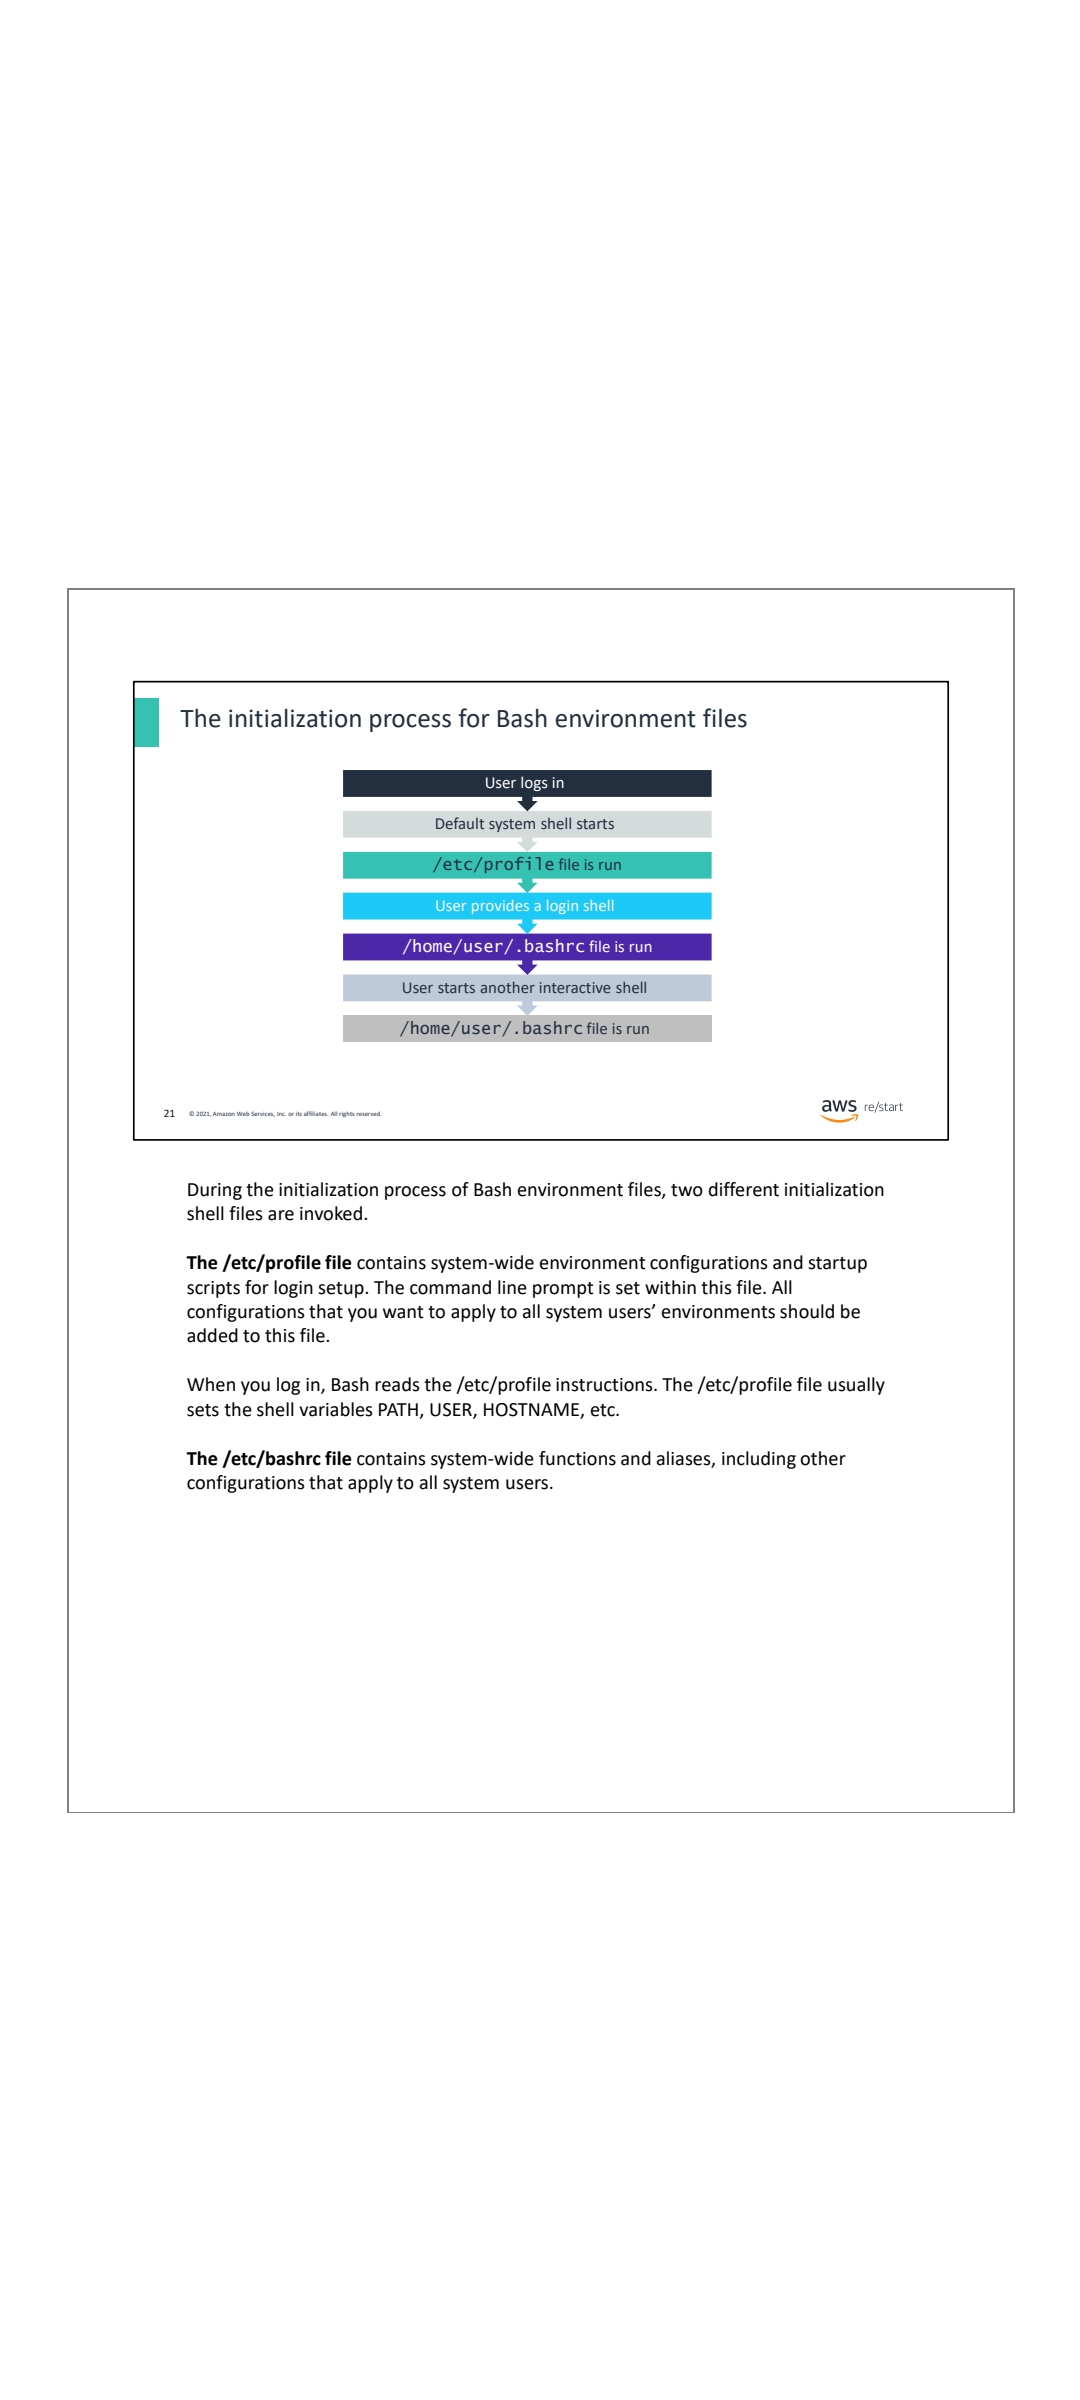 The initialization process for Bash environment files
User logs in
Default system shell starts
/etc/profile file is run
User provides a login shell
/home/user/.bashrc file is run
User starts another interactive shell
/home/user/.bashrc file is run
21 © 2021, Amazon Web Services, Inc. or its affiliates. All rights reserved.
aws re/start
During the initialization process of Bash environment files, two different initialization
shell files are invoked.
The /etc/profile file contains system-wide environment configurations and startup
scripts for login setup. The command line prompt is set within this file. All
configurations that you want to apply to all system users’ environments should be
added to this file.
When you log in, Bash reads the /etc/profile instructions. The /etc/profile file usually
sets the shell variables PATH, USER, HOSTNAME, etc.
The /etc/bashrc file contains system-wide functions and aliases, including other
configurations that apply to all system users.